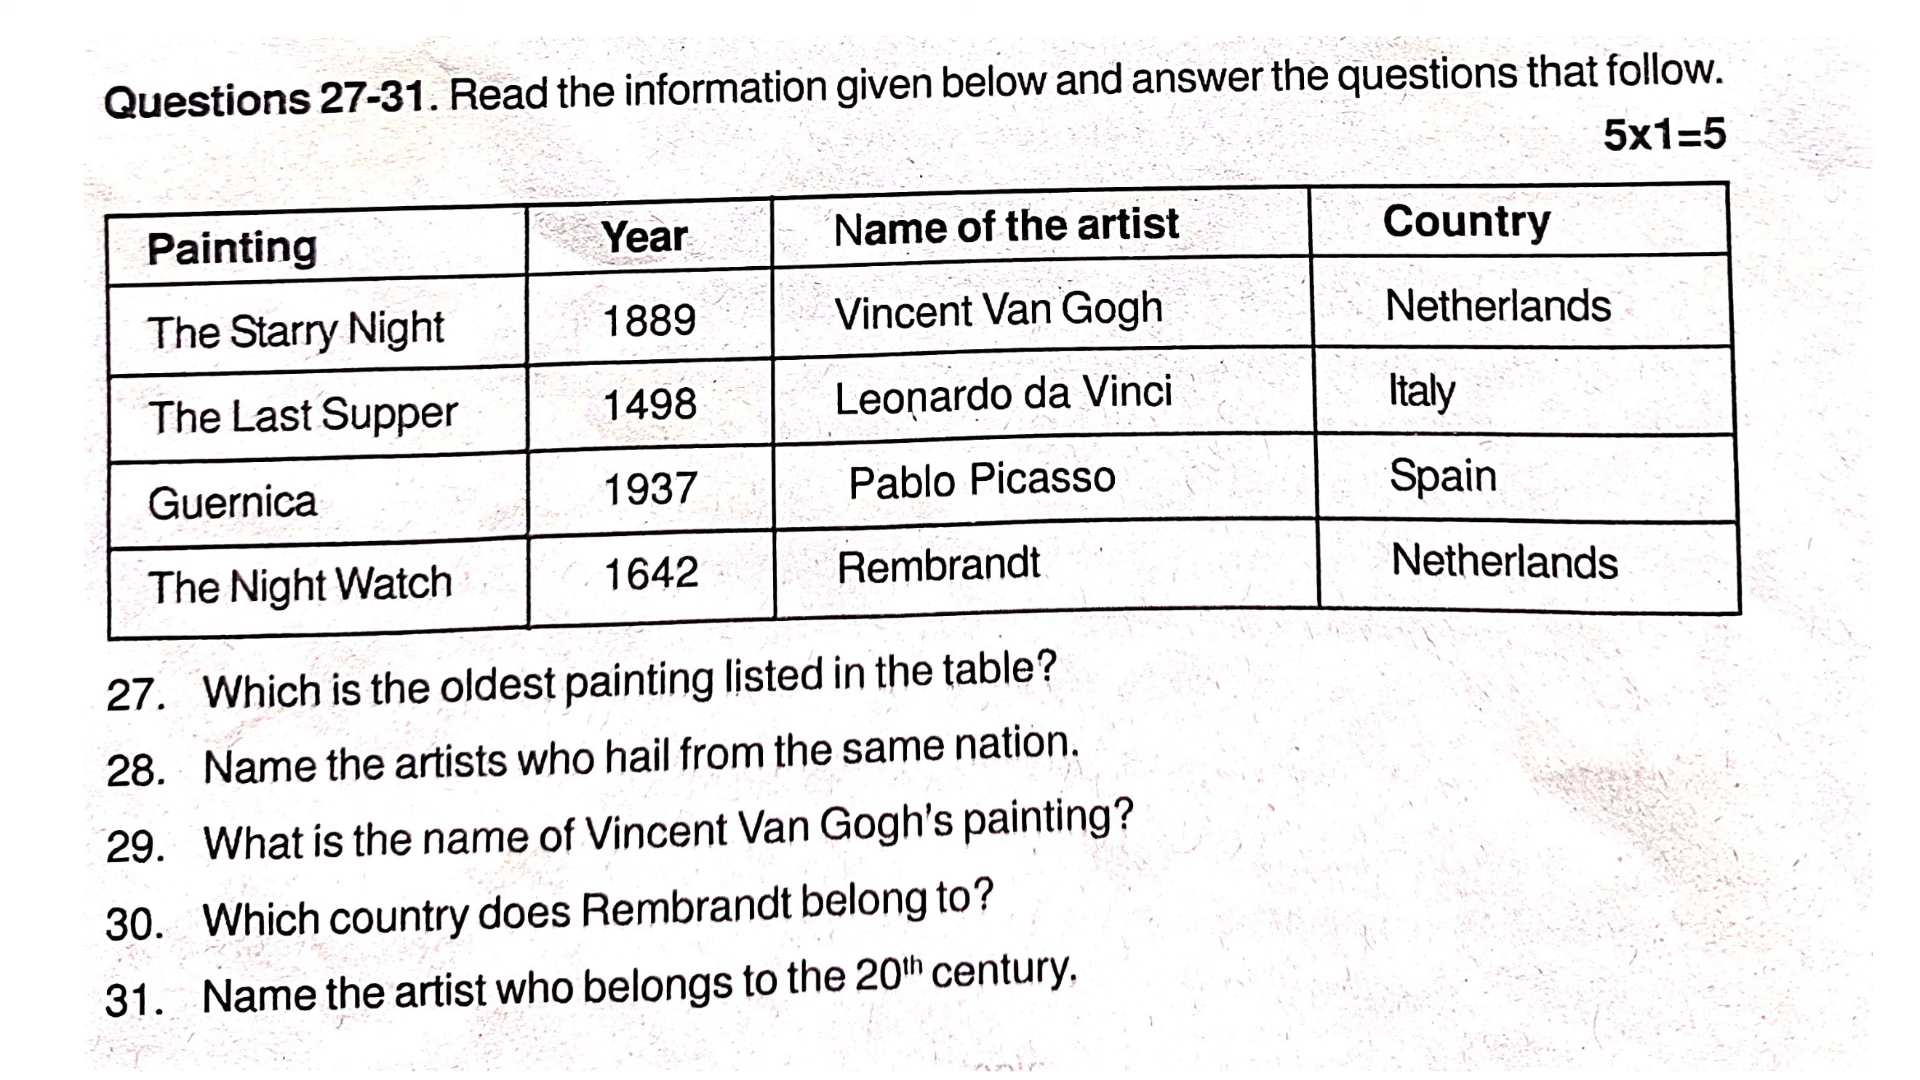 Questions 27-31. Read the information given below and answer the questions that follow.
5x1=5
Painting Year Name of the artist Country
The Starry Night 1889 Vincent Van Gogh Netherlands
The Last Supper 1498 Leonardo da Vinci Italy
Guernica 1937 Pablo Picasso Spain
The Night Watch 1642 Rembrandt Netherlands
27. Which is the oldest painting listed in the table?
28. Name the artists who hail from the same nation.
29. What is the name of Vincent Van Gogh's painting?
30. Which country does Rembrandt belong to?
31. Name the artist who belongs to the 20th century.